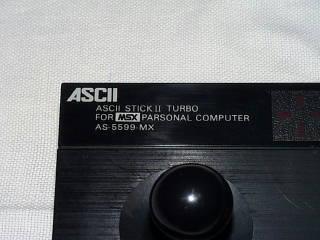 ASCII
ASCII STICK II TURBO
FOR MSX PARSONAL COMPUTER
AS-5599-MX